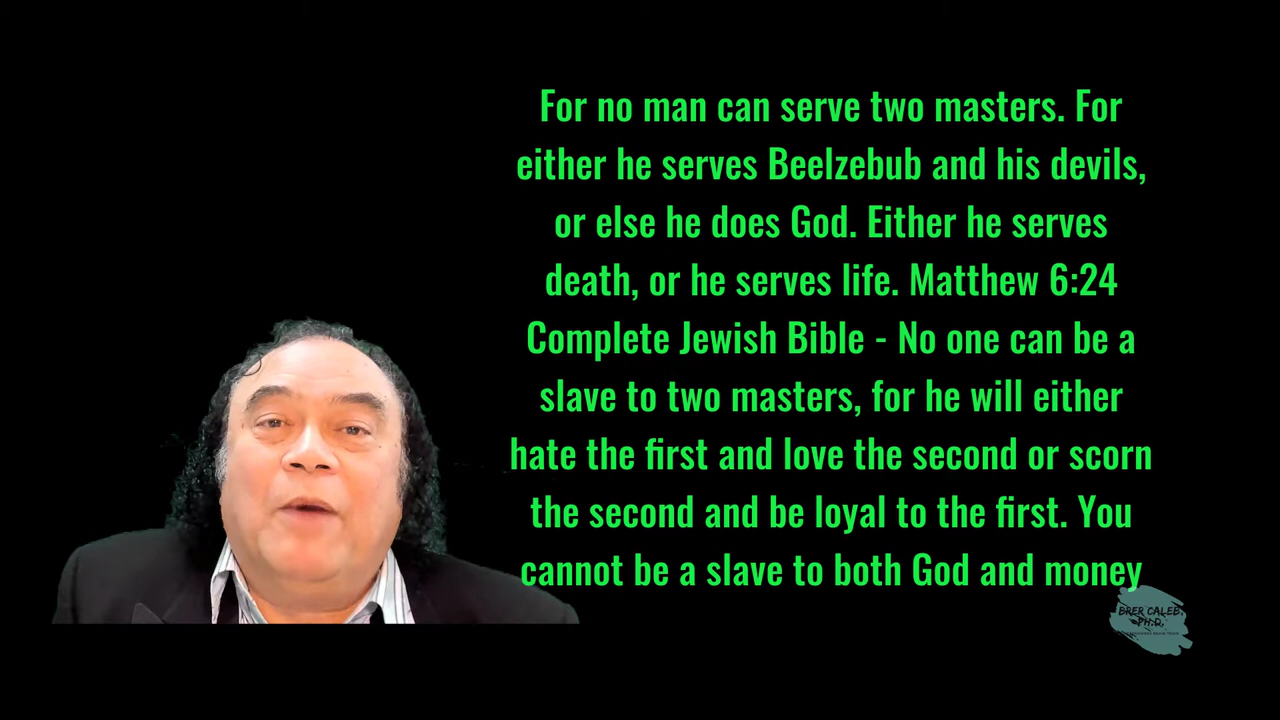 For no man can serve two masters. For
either he serves Beelzebub and his devils,
or else he does God. Either he serves
death, or he serves life. Matthew 6:24
Complete Jewish Bible - No one can be a
slave to two masters, for he will either
hate the first and love the second or scorn
the second and be loyal to the first. You
cannot be a slave to both God and money
BRER CALEB,
PH.D.